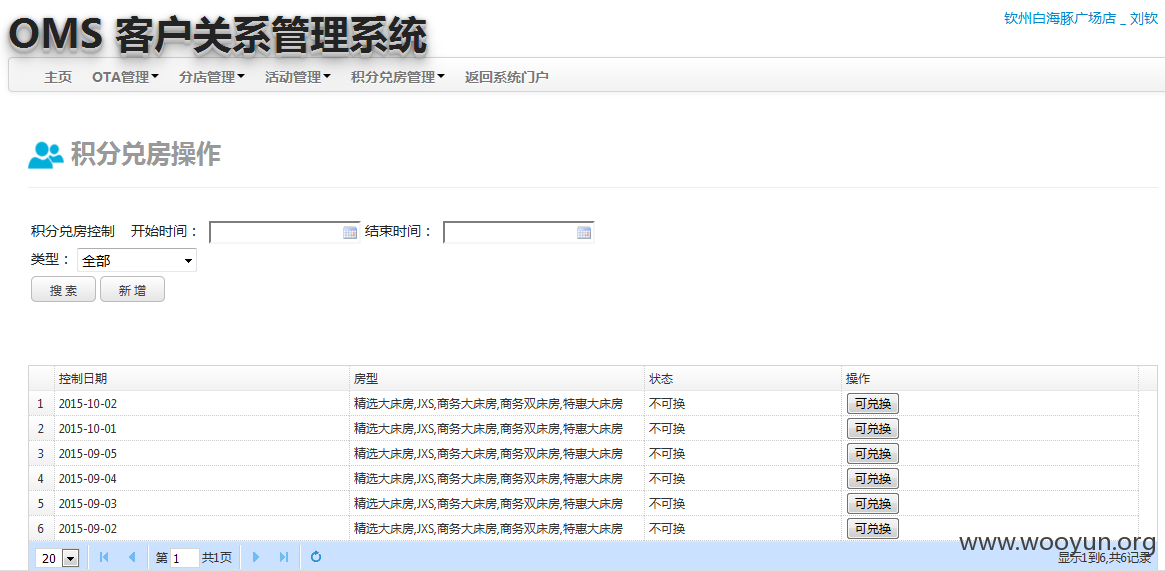 OMS 客户关系管理系统
钦州白海豚广场店 _ 刘钦
主页 OTA管理 分店管理 活动管理 积分兑房管理 返回系统门户
积分兑房操作
积分兑房控制 开始时间： 结束时间：
类型： 全部
搜 索 新 增
控制日期 房型 状态 操作
1 2015-10-02 精选大床房,JXS,商务大床房,商务双床房,特惠大床房 不可换 可兑换
2 2015-10-01 精选大床房,JXS,商务大床房,商务双床房,特惠大床房 不可换 可兑换
3 2015-09-05 精选大床房,JXS,商务大床房,商务双床房,特惠大床房 不可换 可兑换
4 2015-09-04 精选大床房,JXS,商务大床房,商务双床房,特惠大床房 不可换 可兑换
5 2015-09-03 精选大床房,JXS,商务大床房,商务双床房,特惠大床房 不可换 可兑换
6 2015-09-02 精选大床房,JXS,商务大床房,商务双床房,特惠大床房 不可换 可兑换
www.wooyun.org
20 第 1 共1页 显示1到6,共6记录